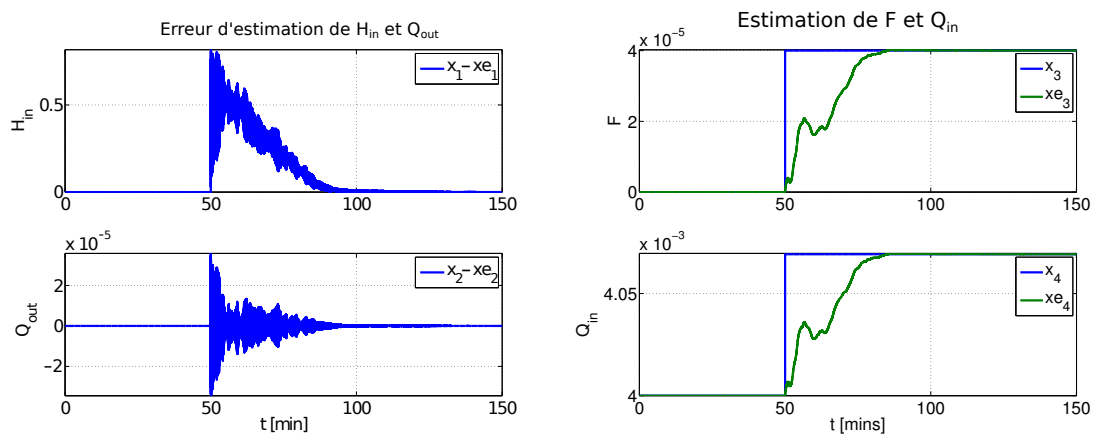 Erreur d'estimation de H_in et Q_out
x_1−xe_1
0.5
0
H_in
0 50 100 150
x 10^-5
x_2−xe_2
2
0
−2
Q_out
0 50 100 150
t [min]
Estimation de F et Q_in
x 10^-5
x_3
xe_3
4
2
0
F
0 50 100 150
x 10^-3
x_4
xe_4
4.05
4
Q_in
0 50 100 150
t [mins]